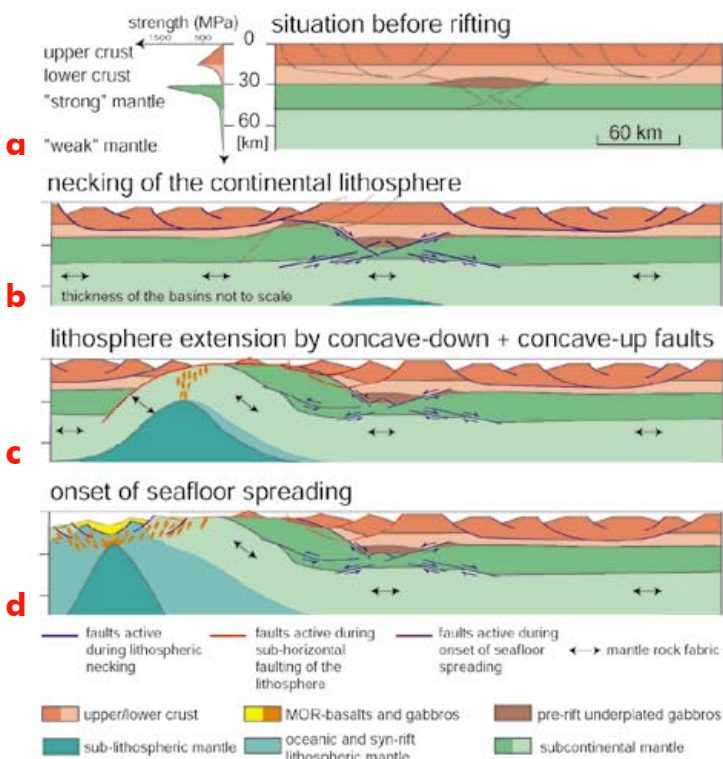 strength (MPa)
situation before rifting
1500 500 0
upper crust
lower crust
30
"strong" mantle
60
[km]
60 km
"weak" mantle
a
necking of the continental lithosphere
b
thickness of the basins not to scale
lithosphere extension by concave-down + concave-up faults
c
onset of seafloor spreading
d
faults active
during lithospheric
necking
faults active during
sub-horizontal
faulting of the
lithosphere
faults active during
onset of seafloor
spreading
mantle rock fabric
upper/lower crust
MOR-basalts and gabbros
pre-rift underplated gabbros
sub-lithospheric mantle
oceanic and syn-rift
lithospheric mantle
subcontinental mantle